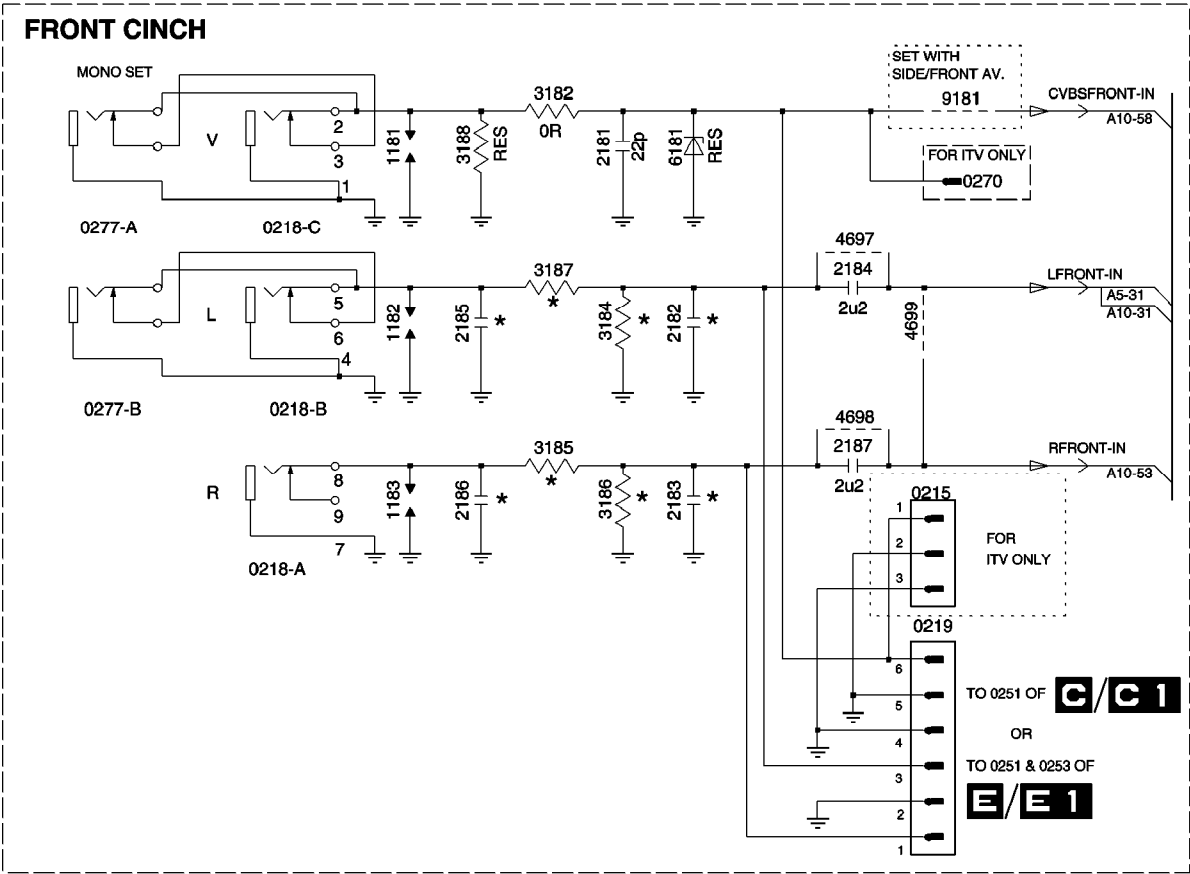 FRONT CINCH
MONO SET
V
0277-A
0218-C
2
3
1
1181
3188
RES
3182
0R
2181
22p
6181
RES
SET WITH
SIDE/FRONT AV.
9181
CVBSFRONT-IN
A10-58
FOR ITV ONLY
0270
L
0277-B
0218-B
5
6
4
1182
2185
*
3187
*
3184
*
2182
*
4697
2184
2u2
4699
LFRONT-IN
A5-31
A10-31
R
0218-A
8
9
7
1183
2186
*
3185
*
3186
*
2183
*
4698
2187
2u2
RFRONT-IN
A10-53
0215
1
2
3
FOR
ITV ONLY
0219
6
5
4
3
2
1
TO 0251 OF C/C1
OR
TO 0251 & 0253 OF
E/E1